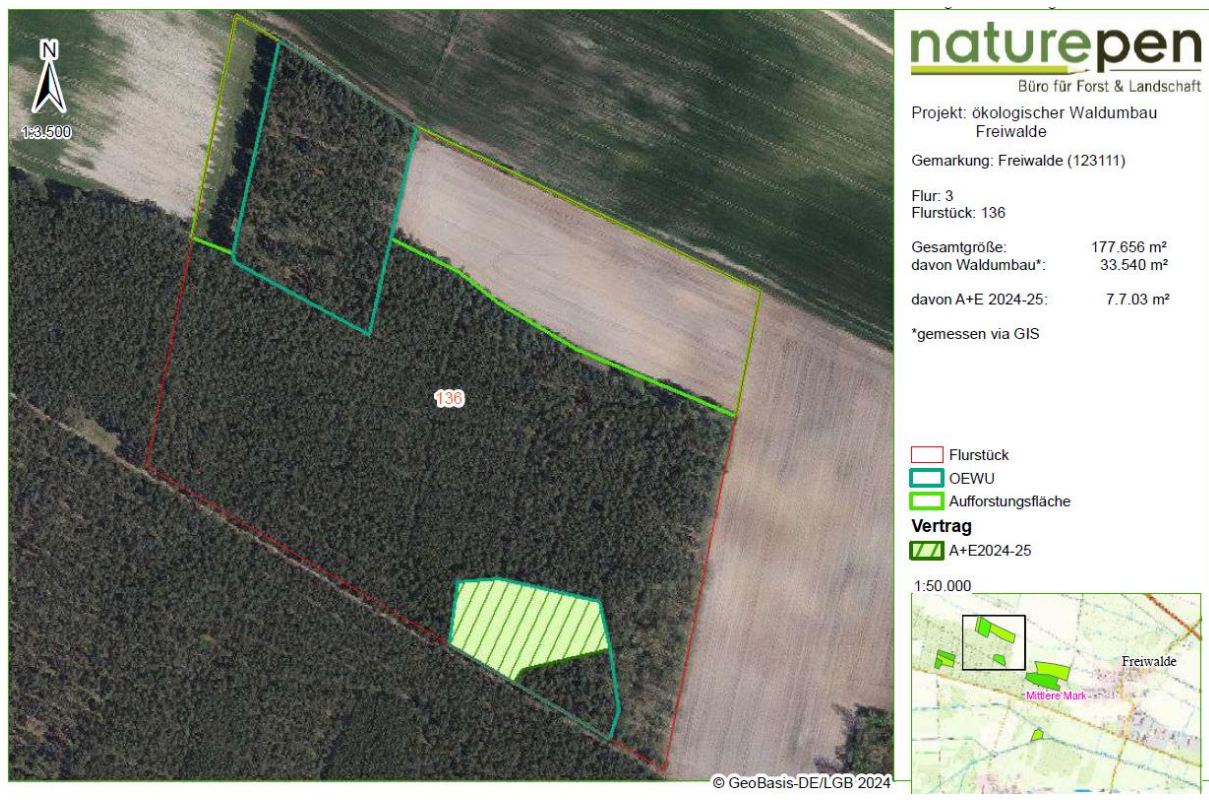 N
1:3.500
136
© GeoBasis-DE/LGB 2024
naturepen
Büro für Forst & Landschaft
Projekt: ökologischer Waldumbau
Freiwalde
Gemarkung: Freiwalde (123111)
Flur: 3
Flurstück: 136
Gesamtgröße: 177.656 m²
davon Waldumbau*: 33.540 m²
davon A+E 2024-25: 7.7.03 m²
*gemessen via GIS
Flurstück
OEWU
Aufforstungsfläche
Vertrag
A+E2024-25
1:50.000
Freiwalde
Mittlere Mark